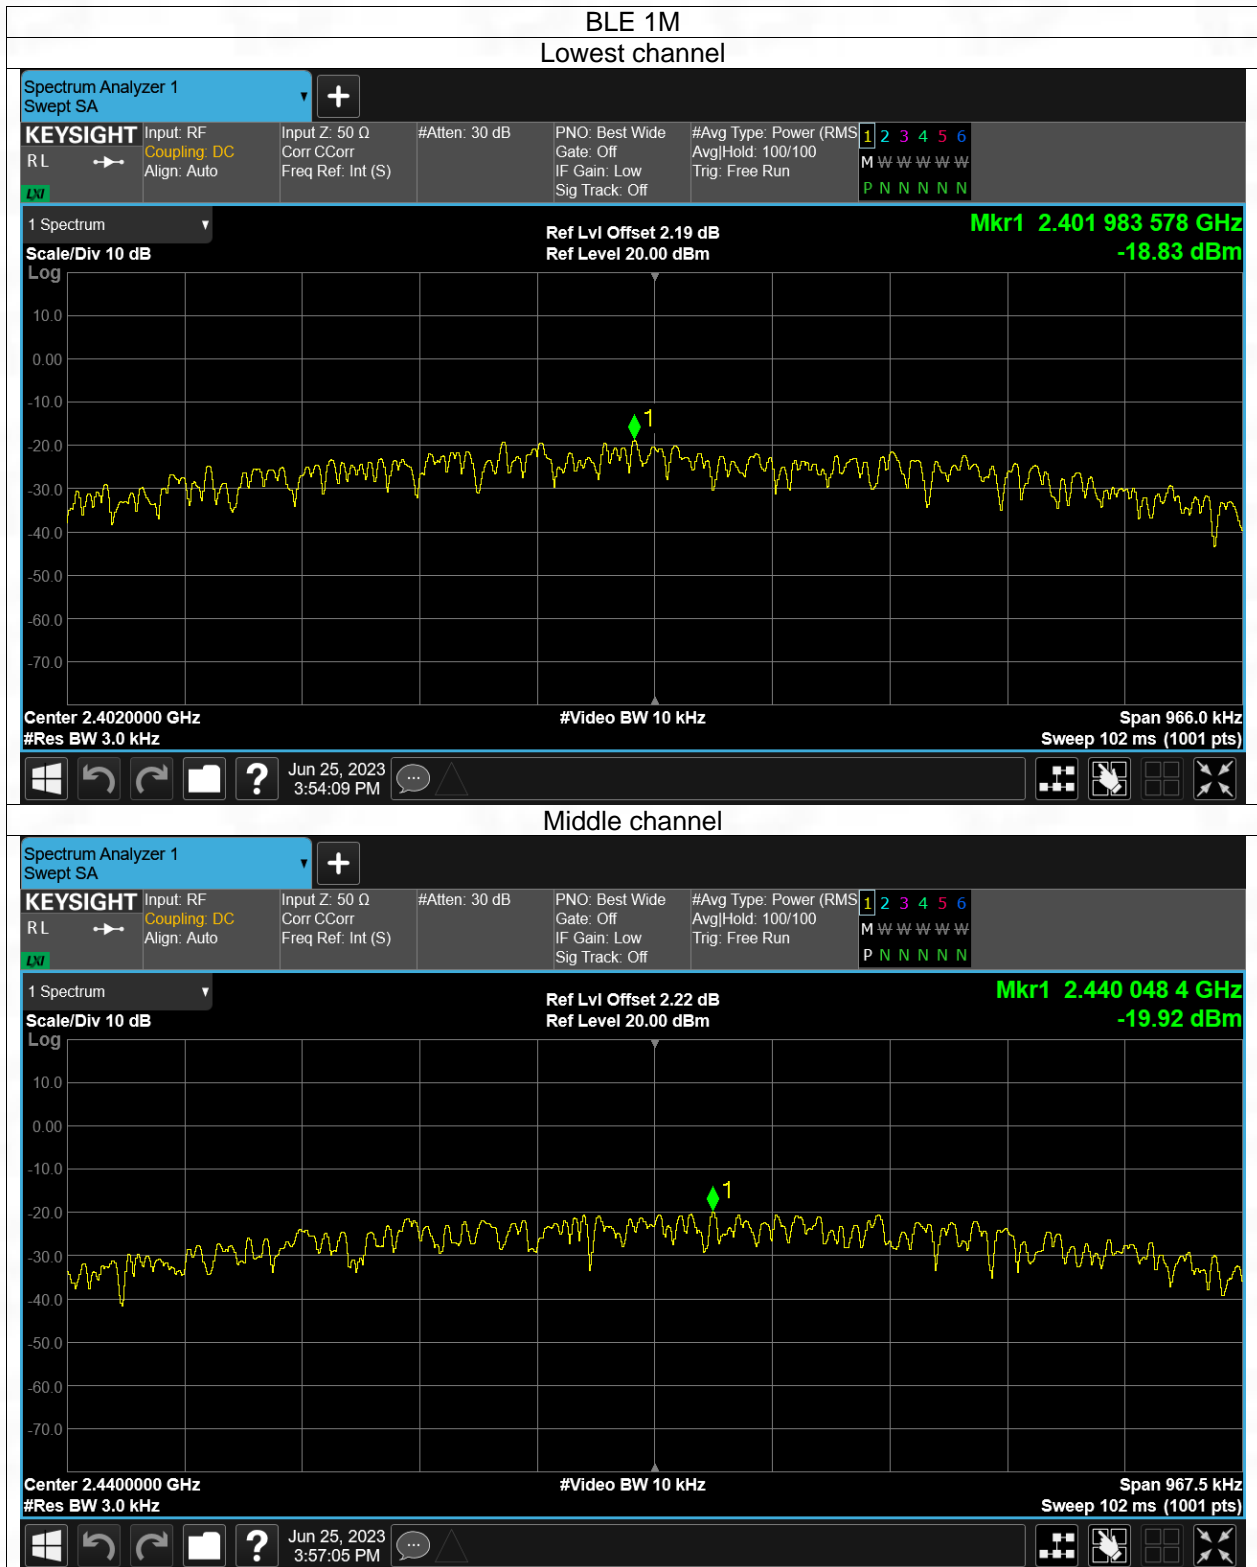 BLE 1M
Lowest channel
Spectrum Analyzer 1
Swept SA
KEYSIGHT Input: RF Input Z: 50 Ω #Atten: 30 dB PNO: Best Wide #Avg Type: Power (RMS 1 2 3 4 5 6
R L Coupling: DC Corr CCorr Gate: Off Avg|Hold: 100/100 M W W W W W
Align: Auto Freq Ref: Int (S) IF Gain: Low Trig: Free Run
LXI Sig Track: Off P N N N N N
1 Spectrum
Scale/Div 10 dB
Ref Lvl Offset 2.19 dB
Ref Level 20.00 dBm
Mkr1 2.401 983 578 GHz
-18.83 dBm
Log
10.0
0.00
-10.0
1
-20.0
-30.0
-40.0
-50.0
-60.0
-70.0
Center 2.4020000 GHz #Video BW 10 kHz Span 966.0 kHz
#Res BW 3.0 kHz Sweep 102 ms (1001 pts)
? Jun 25, 2023
3:54:09 PM
Middle channel
Spectrum Analyzer 1
Swept SA
KEYSIGHT Input: RF Input Z: 50 Ω #Atten: 30 dB PNO: Best Wide #Avg Type: Power (RMS 1 2 3 4 5 6
R L Coupling: DC Corr CCorr Gate: Off Avg|Hold: 100/100 M W W W W W
Align: Auto Freq Ref: Int (S) IF Gain: Low Trig: Free Run
LXI Sig Track: Off P N N N N N
1 Spectrum
Scale/Div 10 dB
Ref Lvl Offset 2.22 dB
Ref Level 20.00 dBm
Mkr1 2.440 048 4 GHz
-19.92 dBm
Log
10.0
0.00
-10.0
1
-20.0
-30.0
-40.0
-50.0
-60.0
-70.0
Center 2.4400000 GHz #Video BW 10 kHz Span 967.5 kHz
#Res BW 3.0 kHz Sweep 102 ms (1001 pts)
? Jun 25, 2023
3:57:05 PM